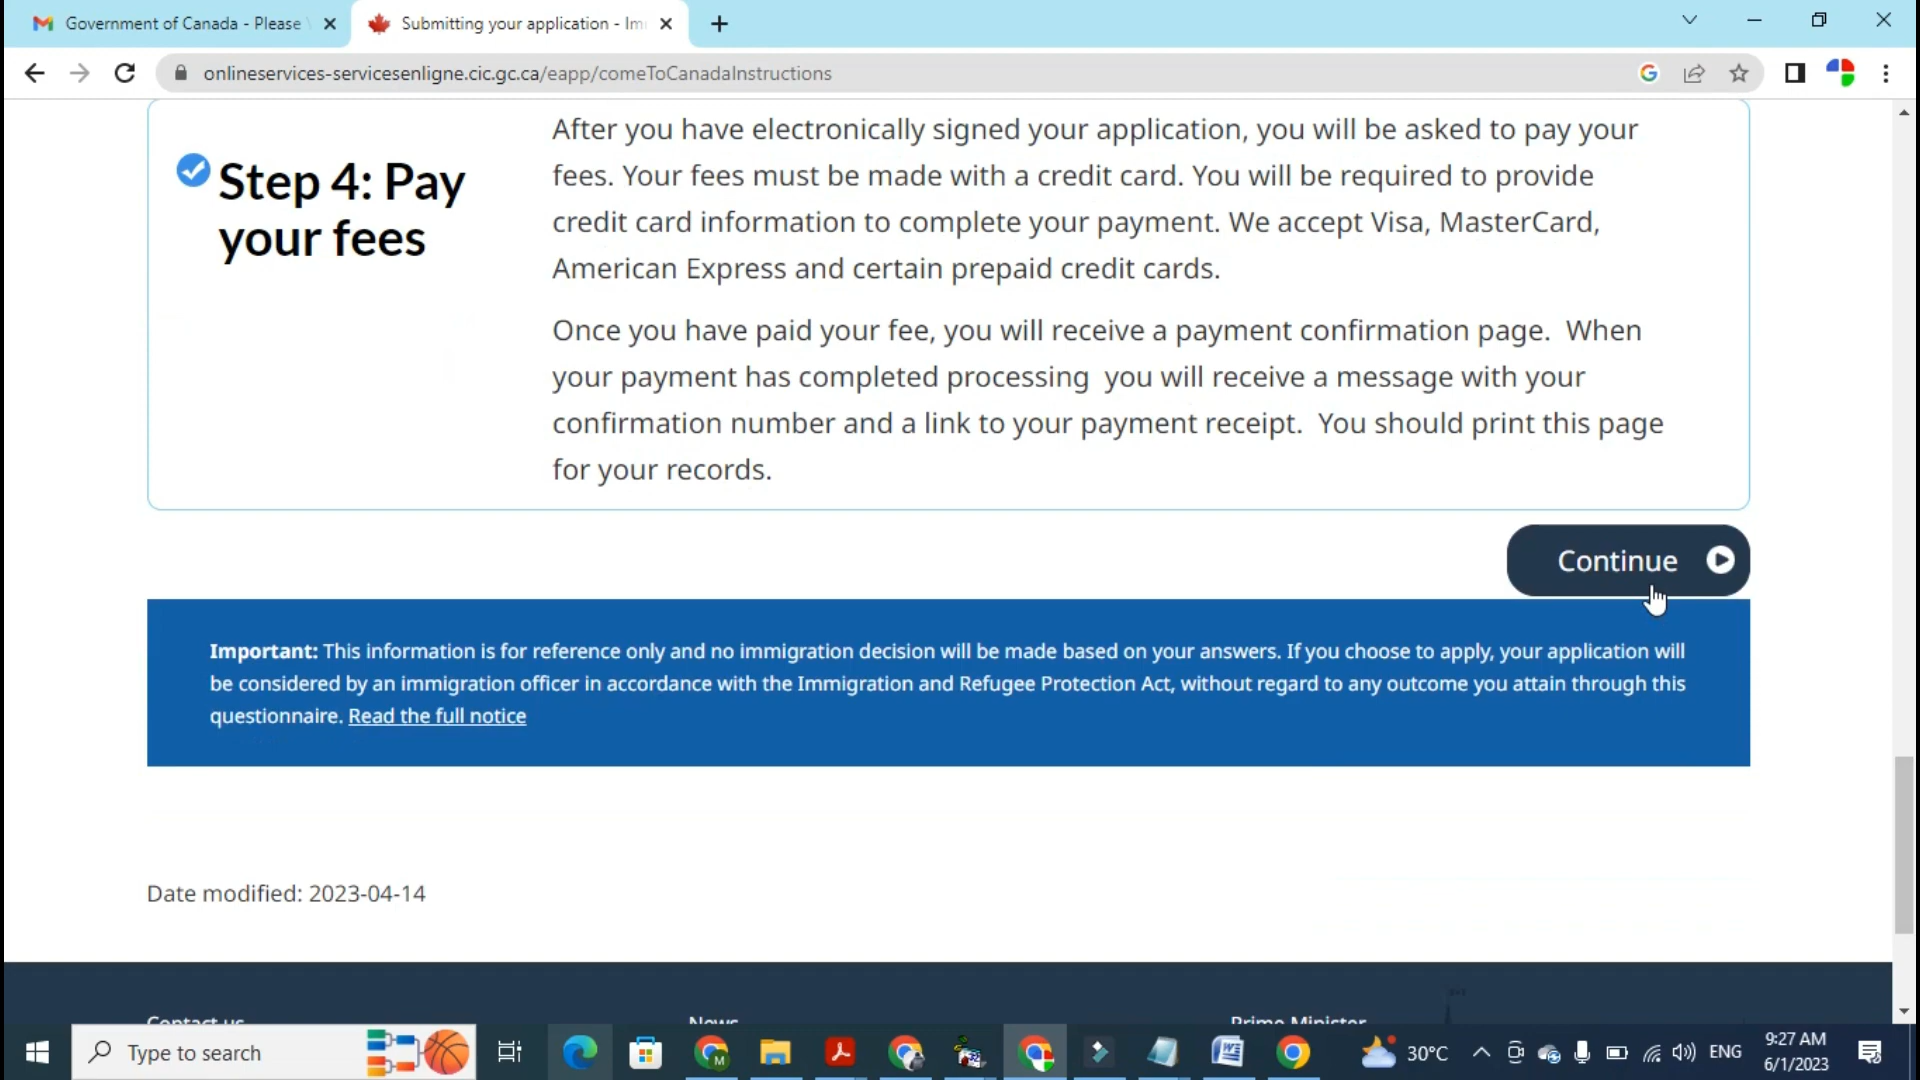 Government of Canada - Please
Submitting your application - Im
onlineservices-servicesenligne.cic.gc.ca/eapp/comeToCanadaInstructions
Step 4: Pay
your fees
After you have electronically signed your application, you will be asked to pay your
fees. Your fees must be made with a credit card. You will be required to provide
credit card information to complete your payment. We accept Visa, MasterCard,
American Express and certain prepaid credit cards.
Once you have paid your fee, you will receive a payment confirmation page. When
your payment has completed processing you will receive a message with your
confirmation number and a link to your payment receipt. You should print this page
for your records.
Continue
Important: This information is for reference only and no immigration decision will be made based on your answers. If you choose to apply, your application will
be considered by an immigration officer in accordance with the Immigration and Refugee Protection Act, without regard to any outcome you attain through this
questionnaire. Read the full notice
Date modified: 2023-04-14
Contact us News Prime Minister
Type to search
30°C
ENG
9:27 AM
6/1/2023